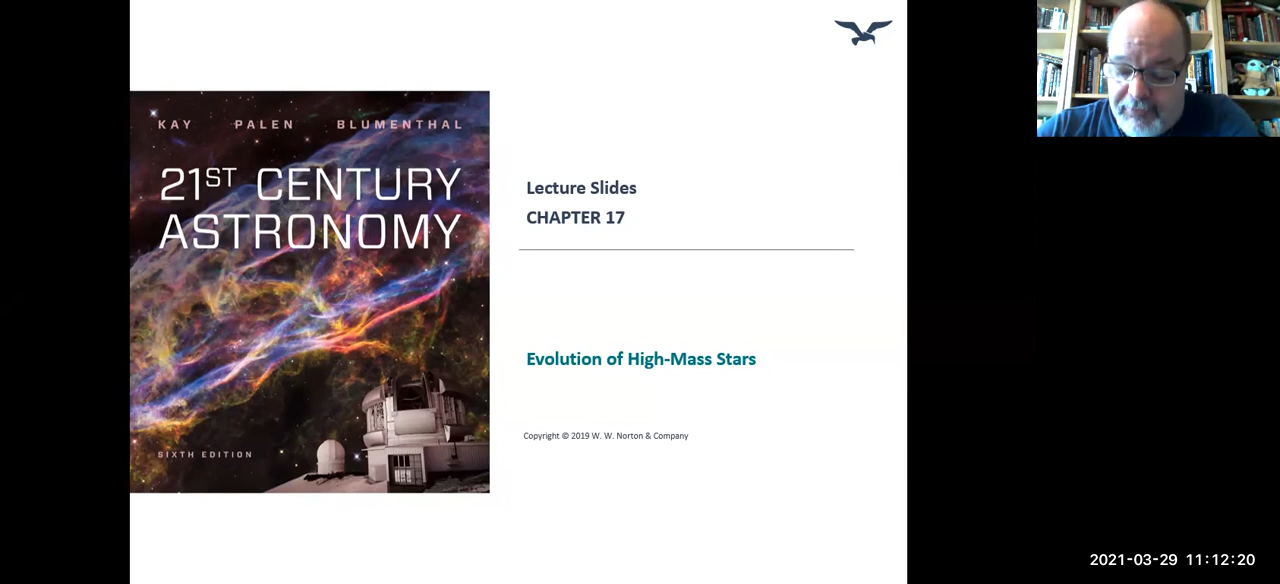 KAY PALEN BLUMENTHAL
21ST CENTURY
ASTRONOMY
SIXTH EDITION
Lecture Slides
CHAPTER 17
Evolution of High-Mass Stars
Copyright © 2019 W. W. Norton & Company
2021-03-29 11:12:20